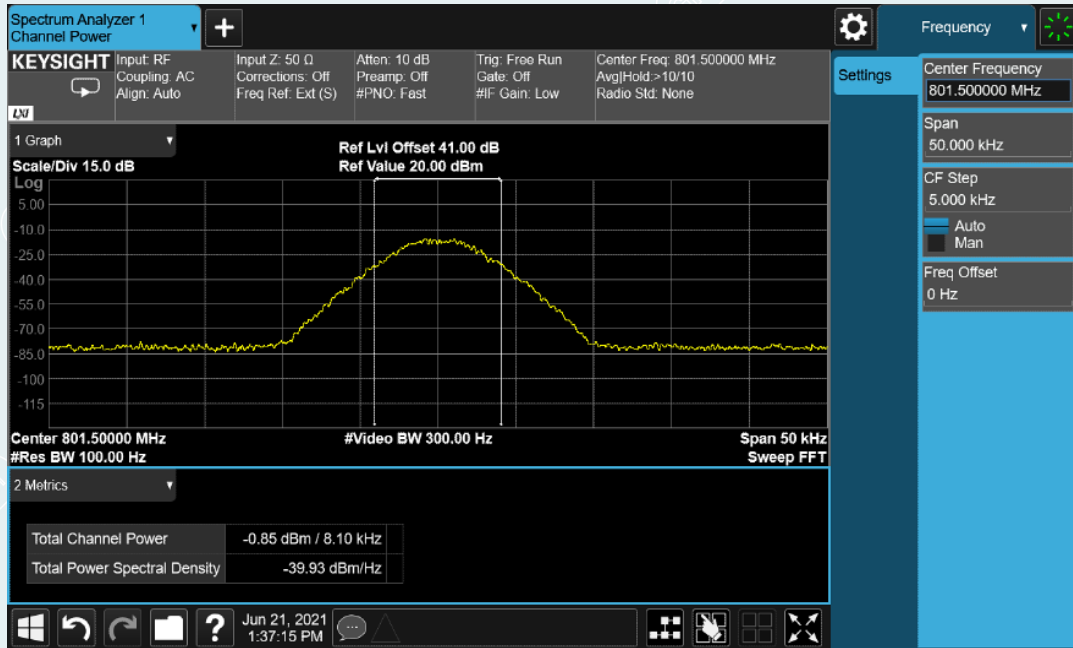 Spectrum Analyzer 1
Channel Power
+
Frequency
KEYSIGHT
LXI
Input: RF
Coupling: AC
Align: Auto
Input Z: 50 Ω
Corrections: Off
Freq Ref: Ext (S)
Atten: 10 dB
Preamp: Off
#PNO: Fast
Trig: Free Run
Gate: Off
#IF Gain: Low
Center Freq: 801.500000 MHz
Avg|Hold:>10/10
Radio Std: None
Settings
Center Frequency
801.500000 MHz
Span
50.000 kHz
CF Step
5.000 kHz
Auto
Man
Freq Offset
0 Hz
1 Graph
Scale/Div 15.0 dB
Ref Lvl Offset 41.00 dB
Ref Value 20.00 dBm
Log
5.00
-10.0
-25.0
-40.0
-55.0
-70.0
-85.0
-100
-115
Center 801.50000 MHz
#Video BW 300.00 Hz
Span 50 kHz
#Res BW 100.00 Hz
Sweep FFT
2 Metrics
Total Channel Power -0.85 dBm / 8.10 kHz
Total Power Spectral Density -39.93 dBm/Hz
?
Jun 21, 2021
1:37:15 PM